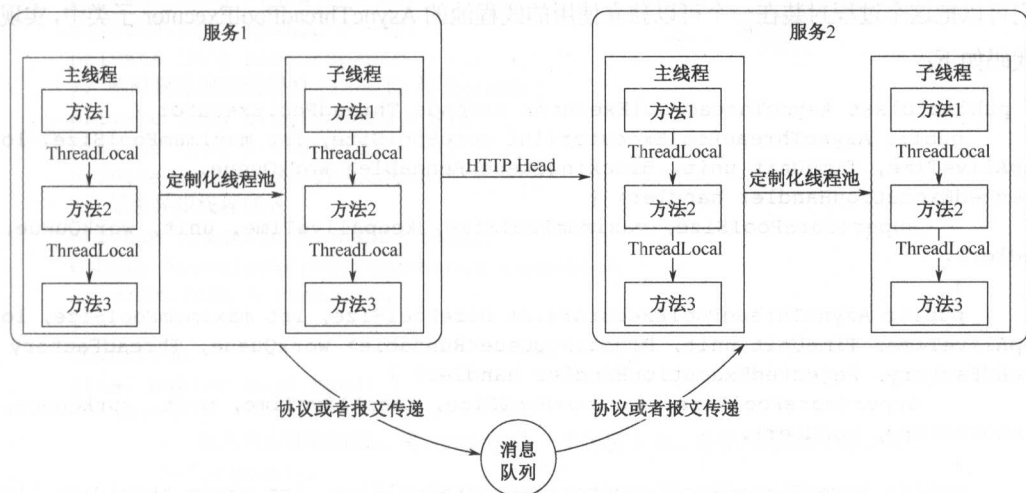 服务1
服务2
主线程
子线程
主线程
子线程
方法1
方法1
方法1
方法1
ThreadLocal
ThreadLocal
ThreadLocal
ThreadLocal
定制化线程池
HTTP Head
定制化线程池
方法2
方法2
方法2
方法2
ThreadLocal
ThreadLocal
ThreadLocal
ThreadLocal
方法3
方法3
方法3
方法3
协议或者报文传递
协议或者报文传递
消息
队列